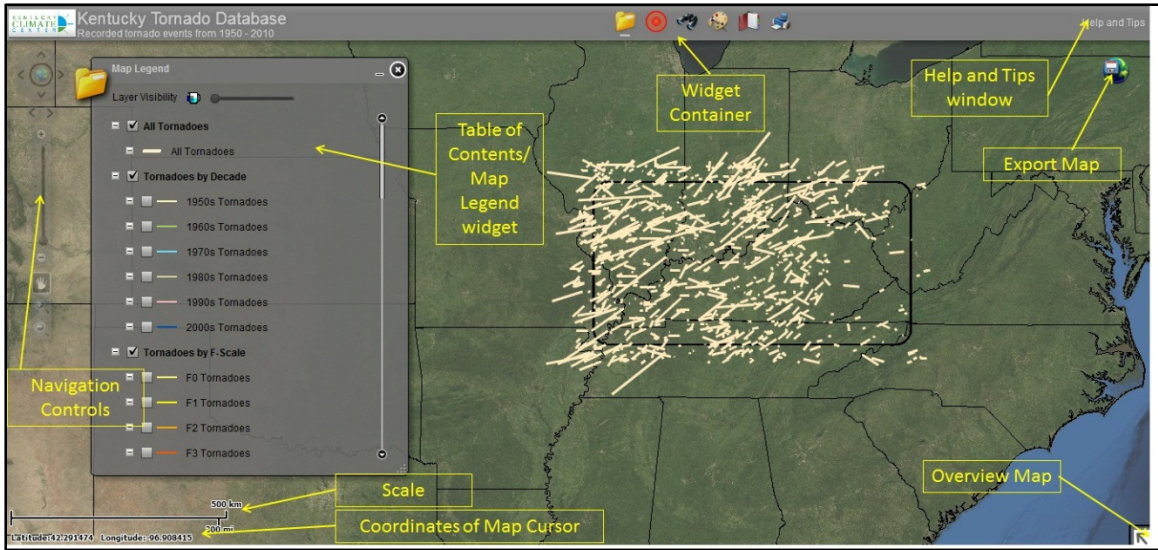 KENTUCKY
CLIMATE
CENTER
Kentucky Tornado Database
Recorded tornado events from 1950 - 2010
Help and Tips
Map Legend
Layer Visibility
All Tornadoes
All Tornadoes
Tornadoes by Decade
1950s Tornadoes
1960s Tornadoes
1970s Tornadoes
1980s Tornadoes
1990s Tornadoes
2000s Tornadoes
Tornadoes by F-Scale
F0 Tornadoes
F1 Tornadoes
F2 Tornadoes
F3 Tornadoes
Table of
Contents/
Map
Legend
widget
Widget
Container
Help and Tips
window
Export Map
Navigation
Controls
Scale
Coordinates of Map Cursor
Overview Map
500 km
200 mi
Latitude:42.291474 Longitude:-96.908415